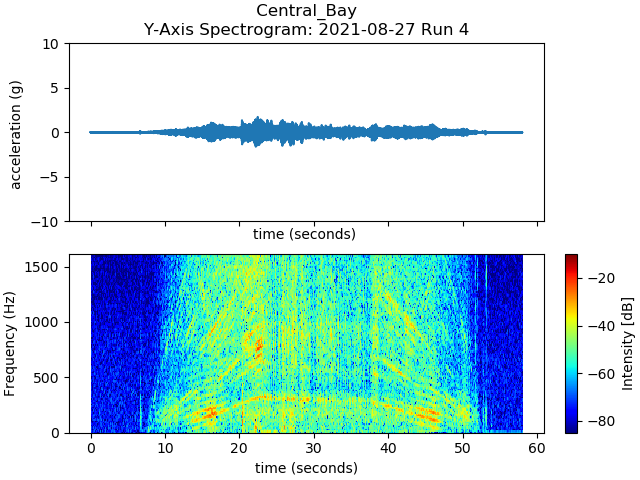 Central_Bay
Y-Axis Spectrogram: 2021-08-27 Run 4
acceleration (g)
10
5
0
−5
−10
time (seconds)
Frequency (Hz)
1500
1000
500
0
0 10 20 30 40 50 60
time (seconds)
−20
−40
−60
−80
Intensity [dB]